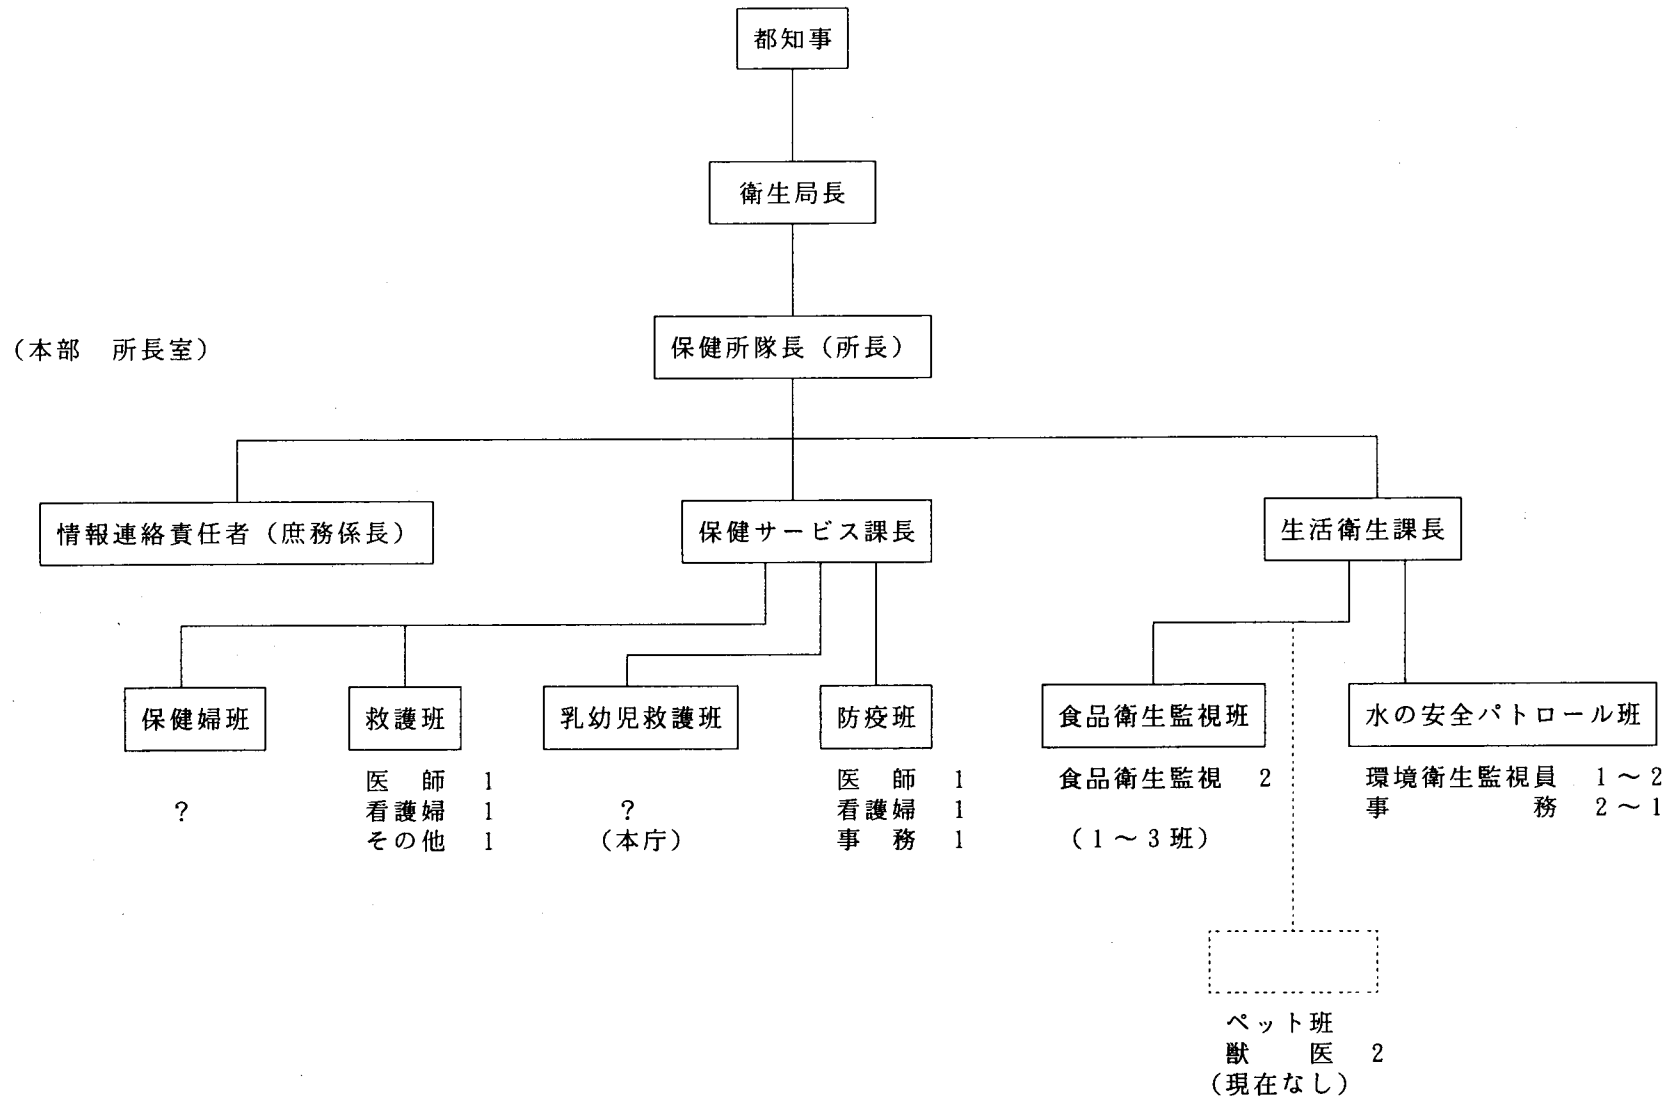 都知事
衛生局長
(本部　所長室)
保健所隊長(所長)
情報連絡責任者(庶務係長)
保健サービス課長
生活衛生課長
保健婦班
救護班
乳幼児救護班
防疫班
食品衛生監視班
水の安全パトロール班
?
医　師　1
看護婦　1
その他　1
?
(本庁)
医　師　1
看護婦　1
事　務　1
食品衛生監視　2
(1〜3班)
環境衛生監視員　1〜2
事　　　　　務　2〜1
ペット班
獣　　医　2
(現在なし)